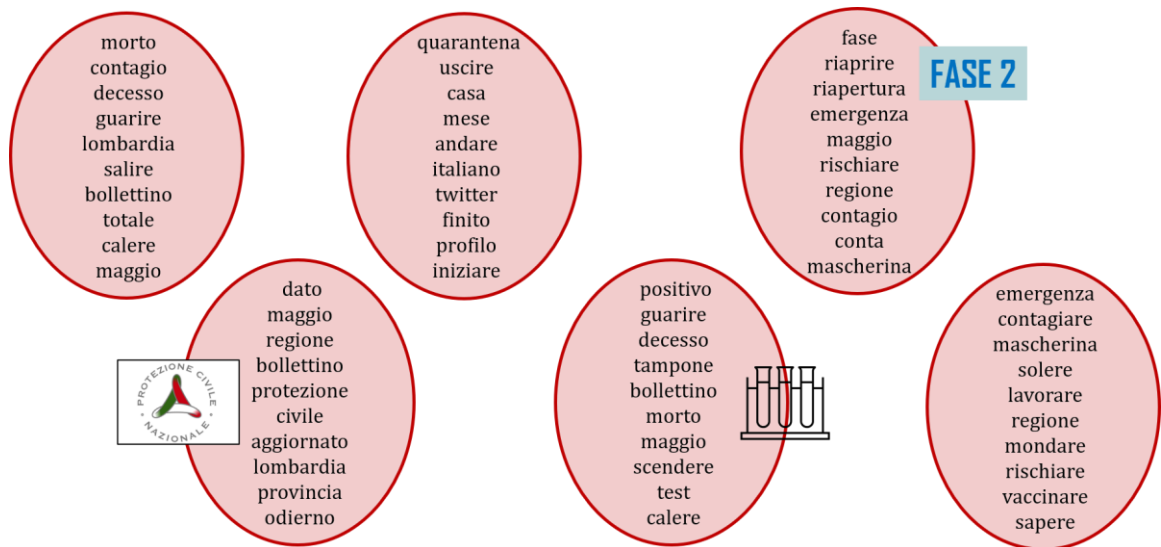 morto
contagio
decesso
guarire
lombardia
salire
bollettino
totale
calere
maggio
quarantena
uscire
casa
mese
andare
italiano
twitter
finito
profilo
iniziare
fase
riaprire
riapertura
emergenza
maggio
rischiare
regione
contagio
conta
mascherina
FASE 2
dato
maggio
regione
bollettino
protezione
civile
aggiornato
lombardia
provincia
odierno
PROTEZIONE CIVILE
NAZIONALE
positivo
guarire
decesso
tampone
bollettino
morto
maggio
scendere
test
calere
emergenza
contagiare
mascherina
solere
lavorare
regione
mondare
rischiare
vaccinare
sapere